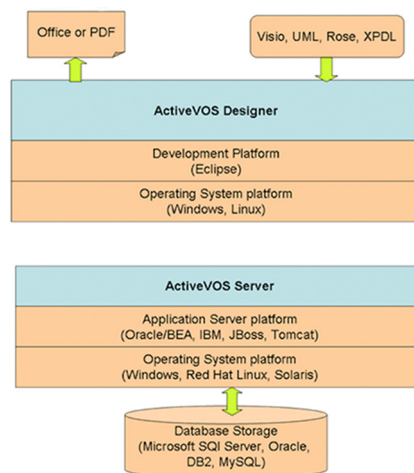 Office or PDF
Visio, UML, Rose, XPDL
ActiveVOS Designer
Development Platform
(Eclipse)
Operating System platform
(Windows, Linux)
ActiveVOS Server
Application Server platform
(Oracle/BEA, IBM, JBoss, Tomcat)
Operating System platform
(Windows, Red Hat Linux, Solaris)
Database Storage
(Microsoft SQl Server, Oracle,
DB2, MySQL)